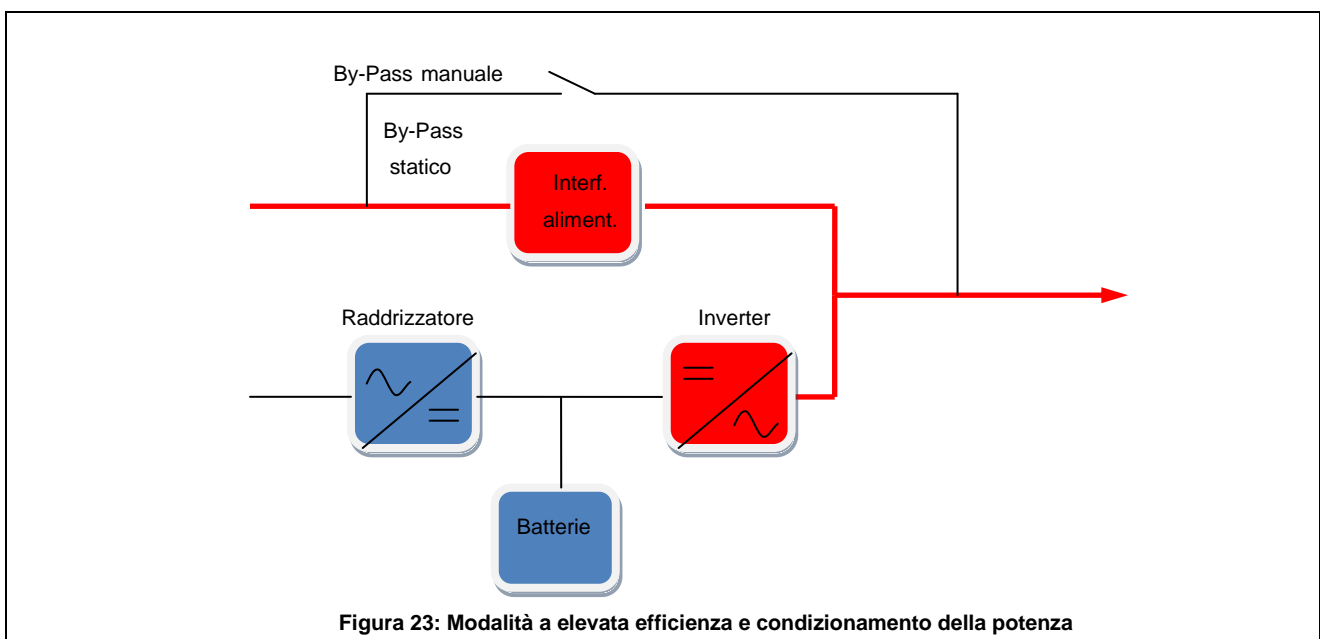 By-Pass manuale
By-Pass
statico
Interf.
aliment.
Raddrizzatore
Inverter
Batterie
Figura 23: Modalità a elevata efficienza e condizionamento della potenza